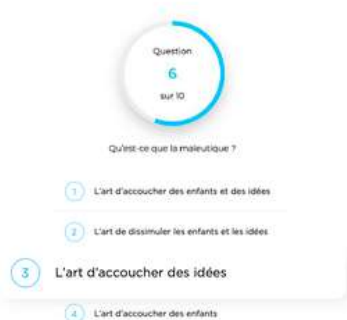 Question
6
sur 10
Qu'est-ce que la maïeutique ?
1 L'art d'accoucher des enfants et des idées
2 L'art de dissimuler les enfants et les idées
3 L'art d'accoucher des idées
4 L'art d'accoucher des enfants